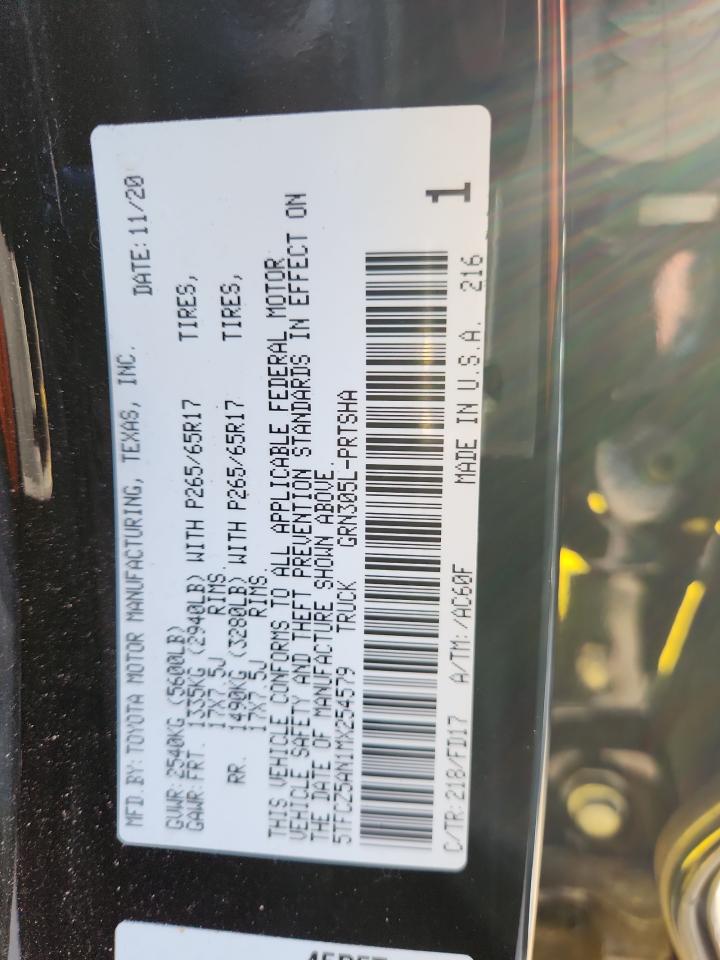 MFD.BY:TOYOTA MOTOR MANUFACTURING, TEXAS, INC. DATE:11/20
GVWR:2540KG (5600LB)
GAWR:FRT. 1335KG (2940LB) WITH P265/65R17 TIRES,
17X7.5J RIMS
RR. 1490KG (3280LB) WITH P265/65R17 TIRES,
17X7.5J RIMS
THIS VEHICLE CONFORMS TO ALL APPLICABLE FEDERAL MOTOR
VEHICLE SAFETY AND THEFT PREVENTION STANDARDS IN EFFECT ON
THE DATE OF MANUFACTURE SHOWN ABOVE.
5TFCZ5AN1MX254579 TRUCK GRN305L-PRTSHA
1
C/TR:218/FD17 A/TM:/AC60F MADE IN U.S.A. 216